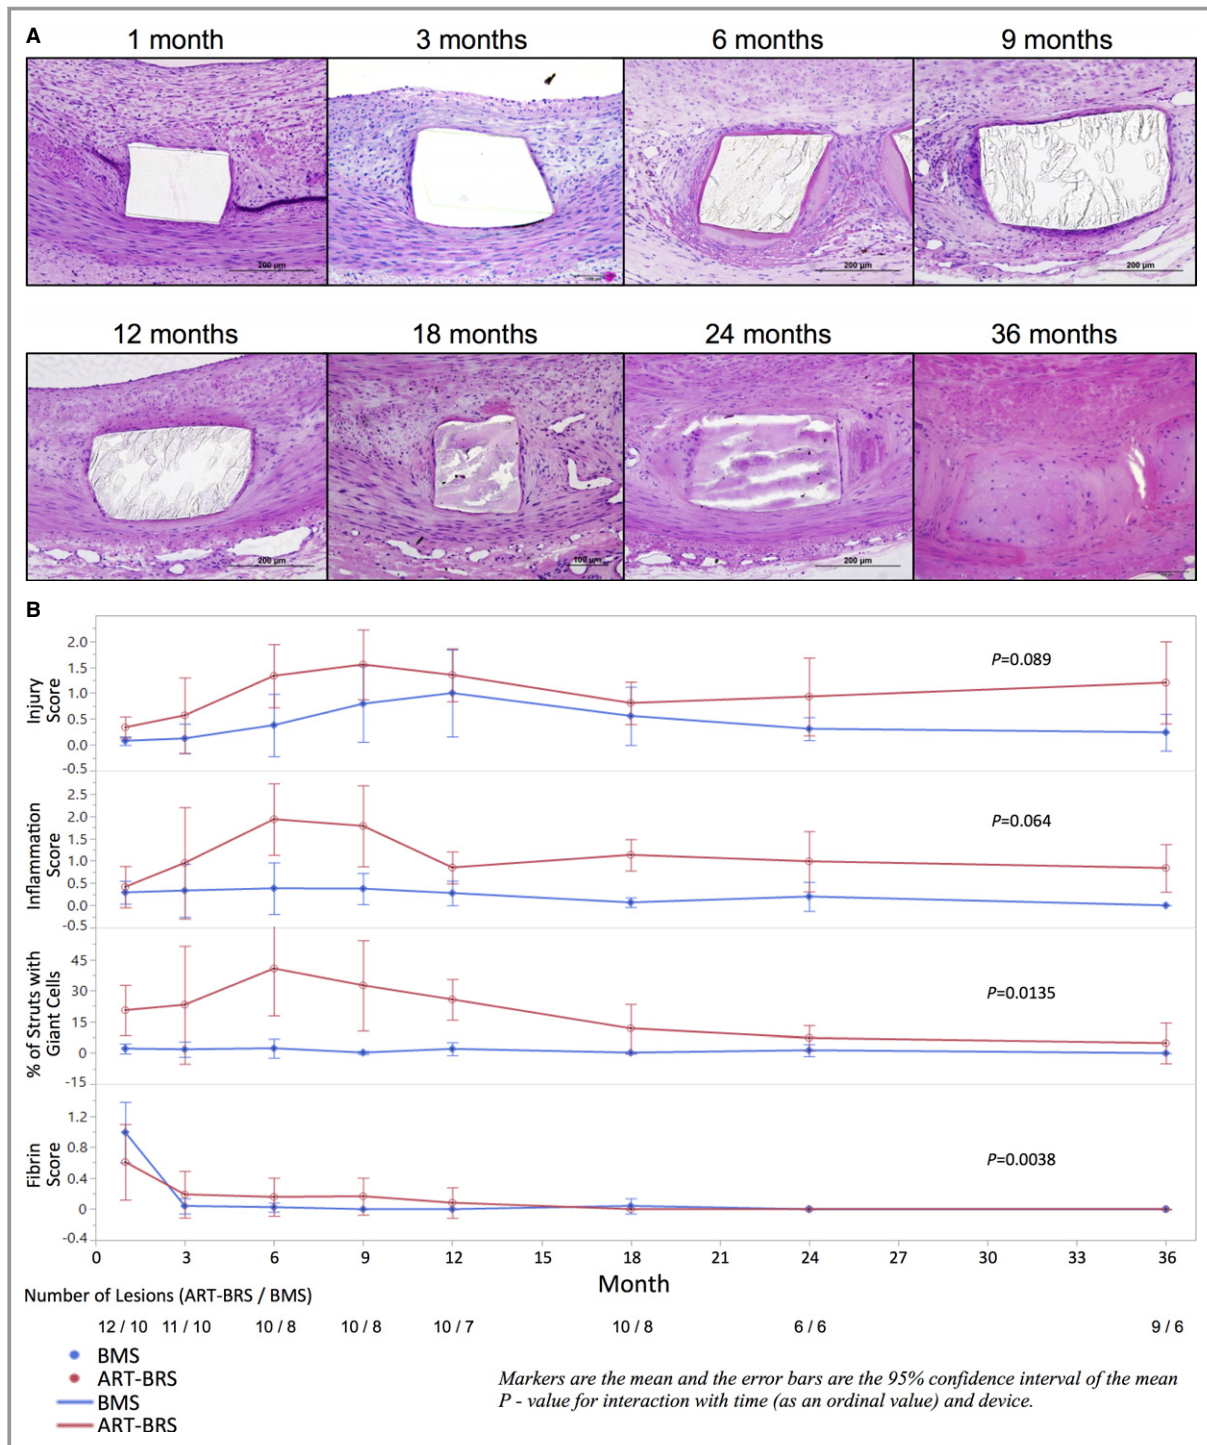 A
1 month
3 months
6 months
9 months
200 µm
200 µm
200 µm
12 months
18 months
24 months
36 months
200 µm
100 µm
200 µm
B
Injury
Score
2.0
1.5
1.0
0.5
0.0
-0.5
P=0.089
Inflammation
Score
2.5
2.0
1.5
1.0
0.5
0.0
-0.5
P=0.064
% of Struts with
Giant Cells
45
30
15
0
-15
P=0.0135
Fibrin
Score
1.2
0.8
0.4
0
-0.4
P=0.0038
0 3 6 9 12 15 18 21 24 27 30 33 36
Month
Number of Lesions (ART-BRS / BMS)
12 / 10 11 / 10 10 / 8 10 / 8 10 / 7 10 / 8 6 / 6 9 / 6
BMS
ART-BRS
BMS
ART-BRS
Markers are the mean and the error bars are the 95% confidence interval of the mean
P - value for interaction with time (as an ordinal value) and device.